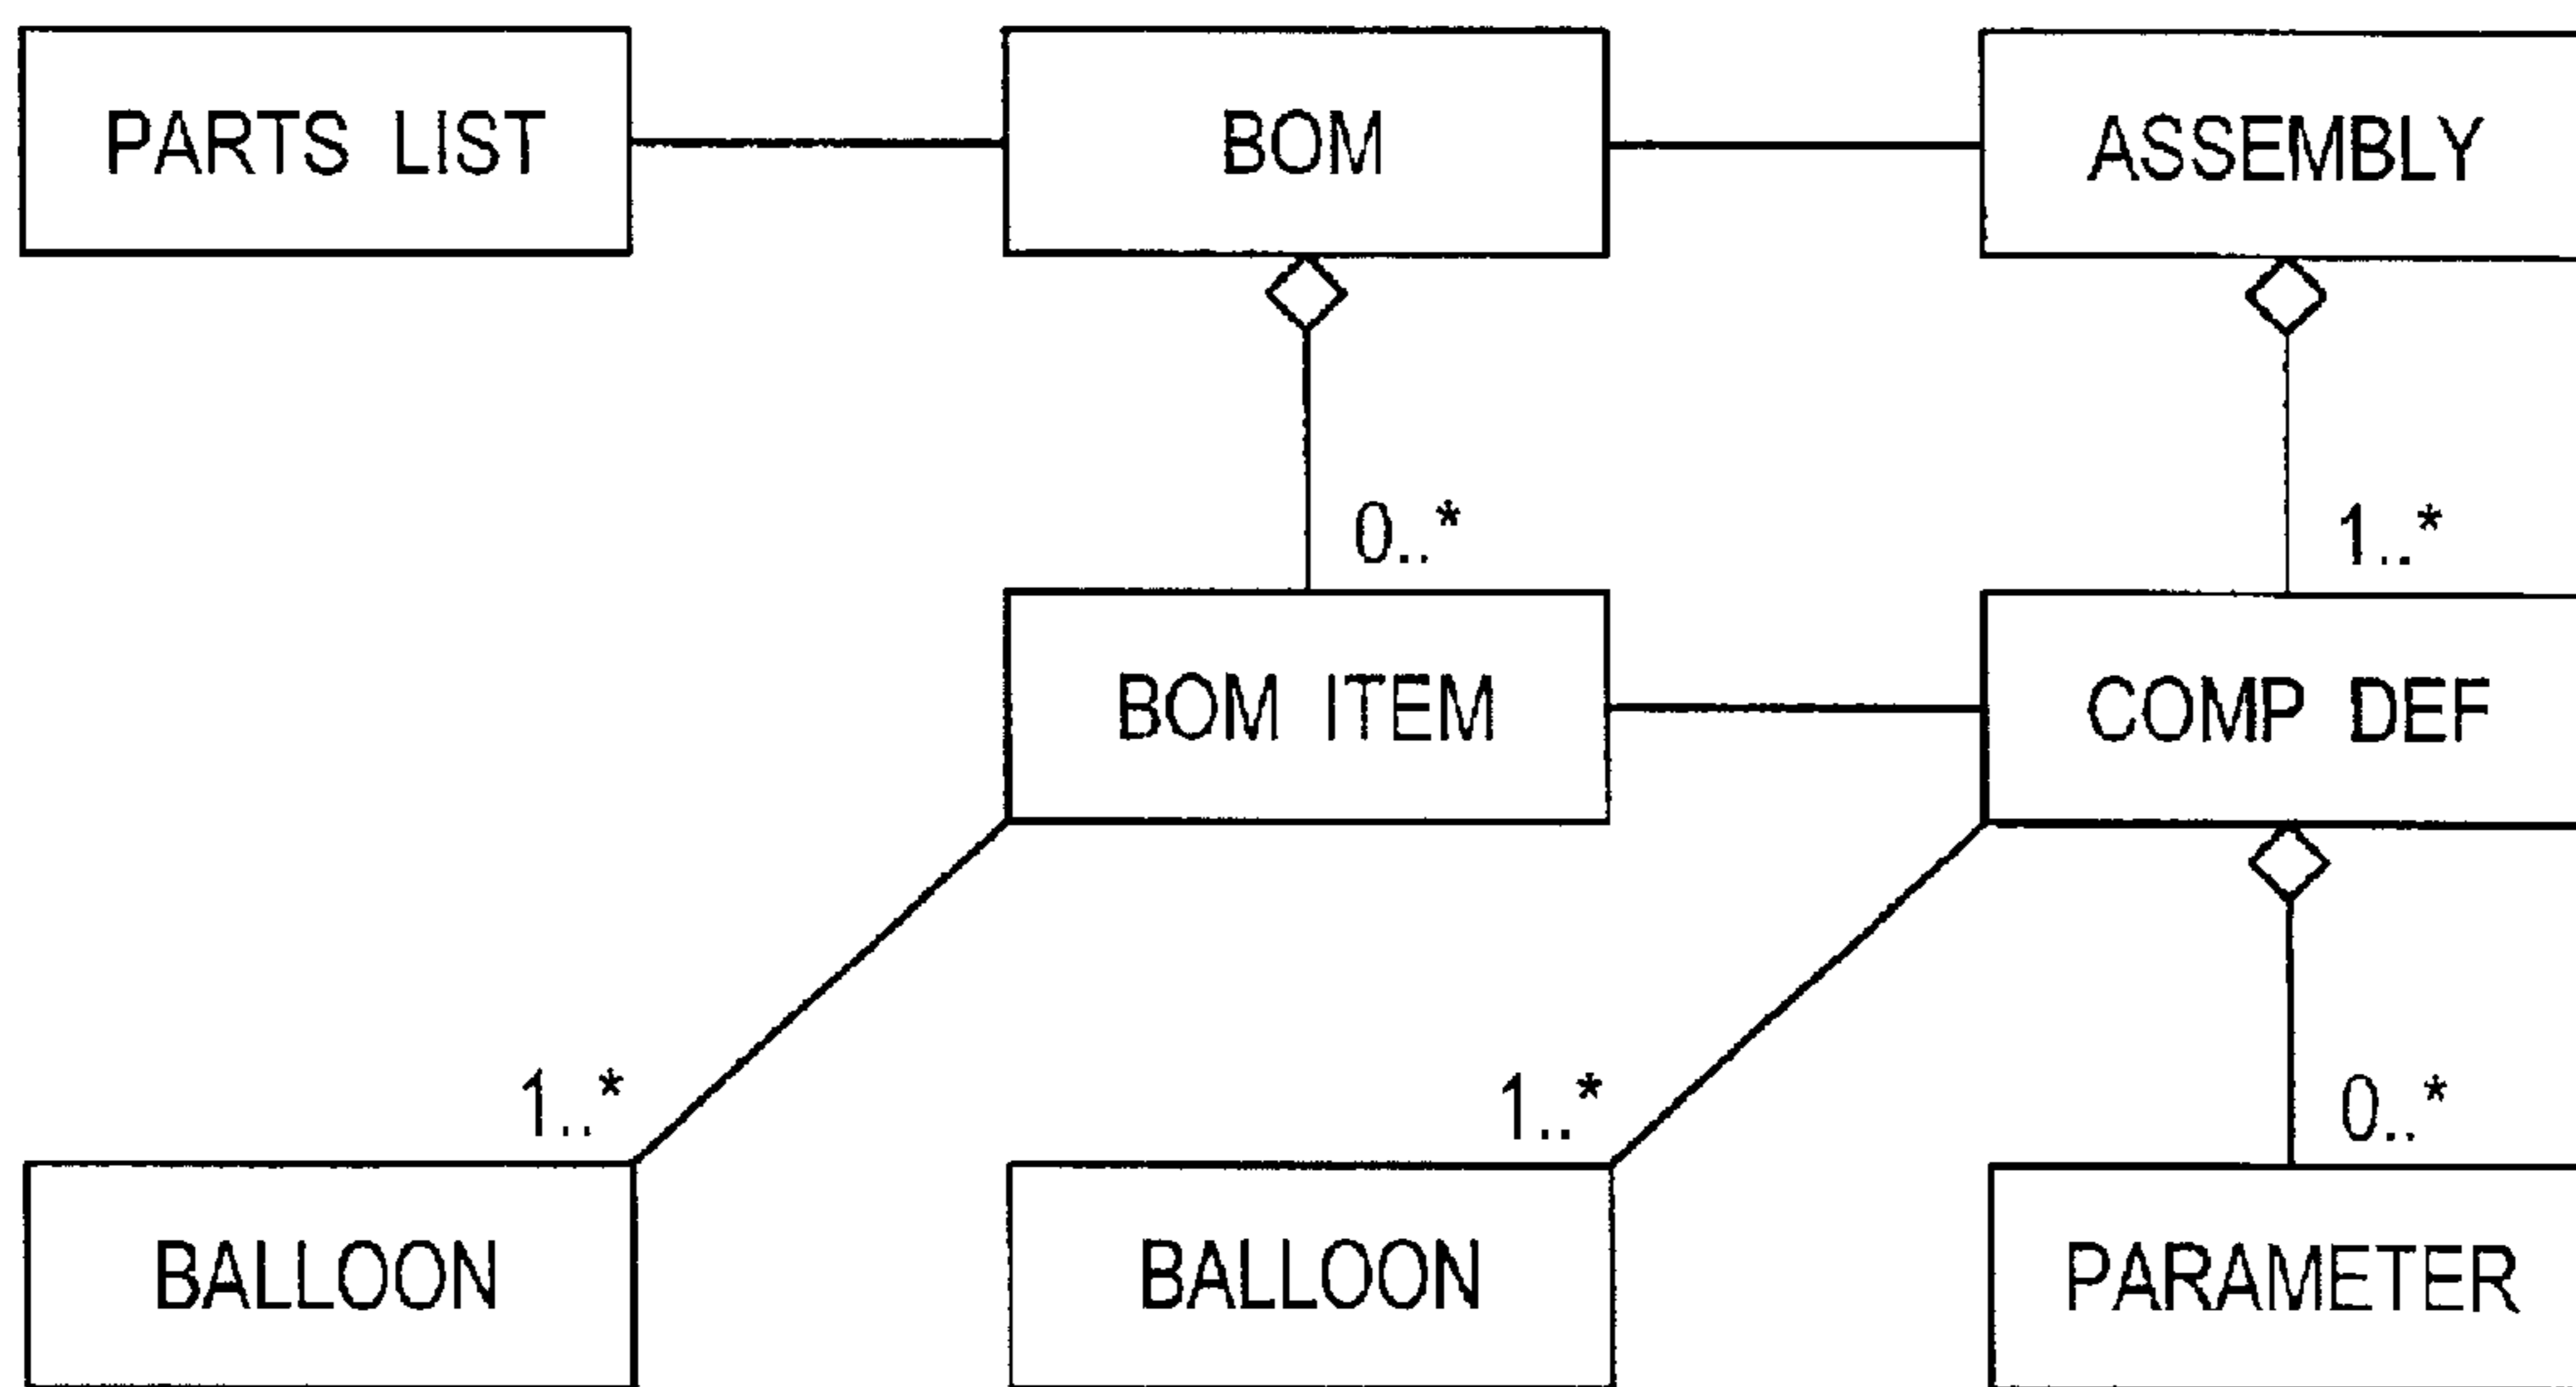 PARTS LIST
BOM
ASSEMBLY
0..*
1..*
BOM ITEM
COMP DEF
1..*
1..*
0..*
BALLOON
BALLOON
PARAMETER